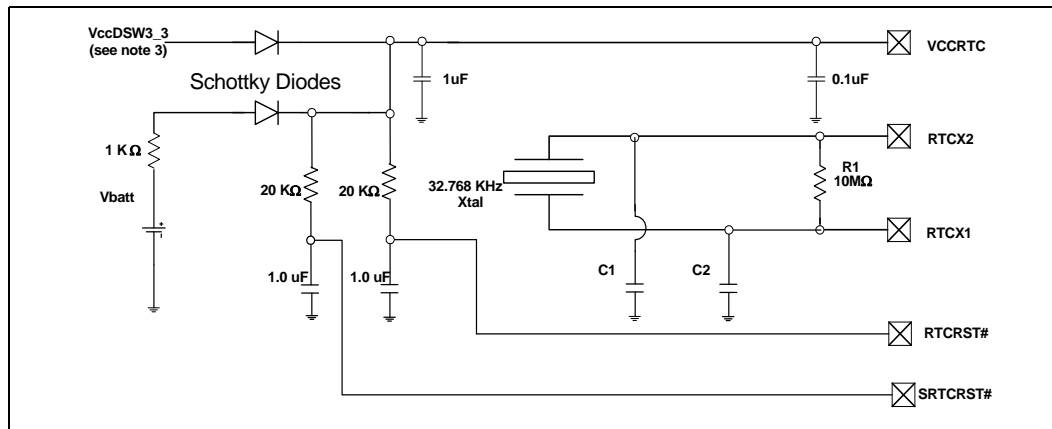 VccDSW3_3
(see note 3)
VCCRTC
1uF
0.1uF
Schottky Diodes
RTCX2
1 KΩ
R1
10MΩ
20 KΩ
20 KΩ
32.768 KHz
Xtal
Vbatt
RTCX1
+
-
1.0 uF
1.0 uF
C1
C2
RTCRST#
SRTCRST#